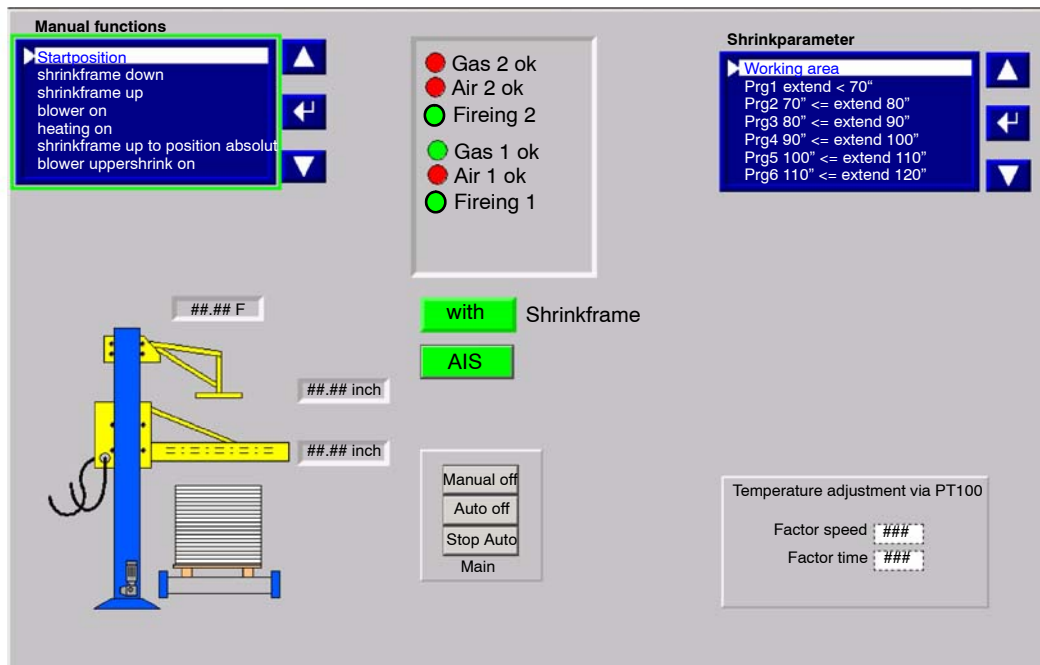 Manual functions
Startposition
shrinkframe down
shrinkframe up
blower on
heating on
shrinkframe up to position absolut
blower uppershrink on
Gas 2 ok
Air 2 ok
Fireing 2
Gas 1 ok
Air 1 ok
Fireing 1
Shrinkparameter
Working area
Prg1 extend < 70“
Prg2 70” <= extend 80”
Prg3 80” <= extend 90”
Prg4 90” <= extend 100”
Prg5 100” <= extend 110”
Prg6 110” <= extend 120”
##.## F
with Shrinkframe
AIS
##.## inch
##.## inch
Manual off
Auto off
Stop Auto
Main
Temperature adjustment via PT100
Factor speed ###
Factor time ###